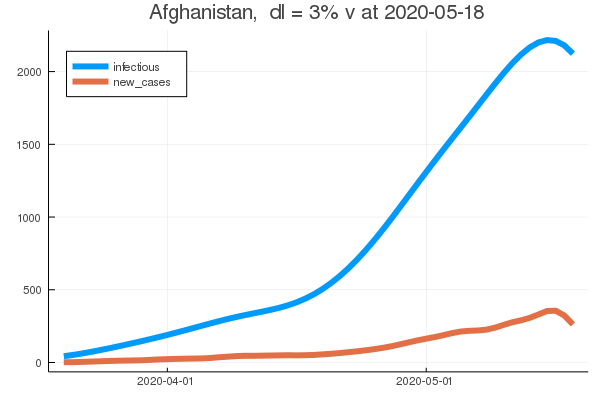 Afghanistan,  dl = 3% v at 2020-05-18
infectious
new_cases
2000
1500
1000
500
0
2020-04-01
2020-05-01